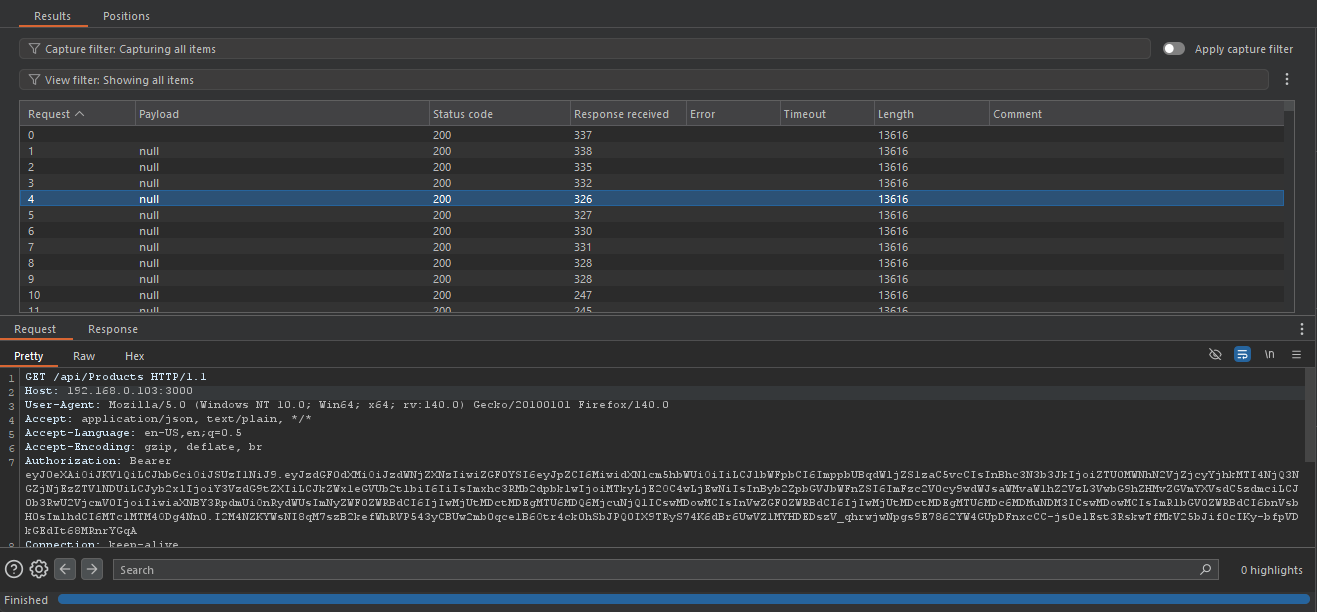 Results Positions
Capture filter: Capturing all items Apply capture filter
View filter: Showing all items
Request Payload Status code Response received Error Timeout Length Comment
0 200 337 13616
1 null 200 338 13616
2 null 200 335 13616
3 null 200 332 13616
4 null 200 326 13616
5 null 200 327 13616
6 null 200 330 13616
7 null 200 331 13616
8 null 200 328 13616
9 null 200 328 13616
10 null 200 247 13616
11 null 200 245 13616
Request Response
Pretty Raw Hex \n
1 GET /api/Products HTTP/1.1
2 Host: 192.168.0.103:3000
3 User-Agent: Mozilla/5.0 (Windows NT 10.0; Win64; x64; rv:140.0) Gecko/20100101 Firefox/140.0
4 Accept: application/json, text/plain, */*
5 Accept-Language: en-US,en;q=0.5
6 Accept-Encoding: gzip, deflate, br
7 Authorization: Bearer
8 Connection: keep-alive
Search 0 highlights
Finished